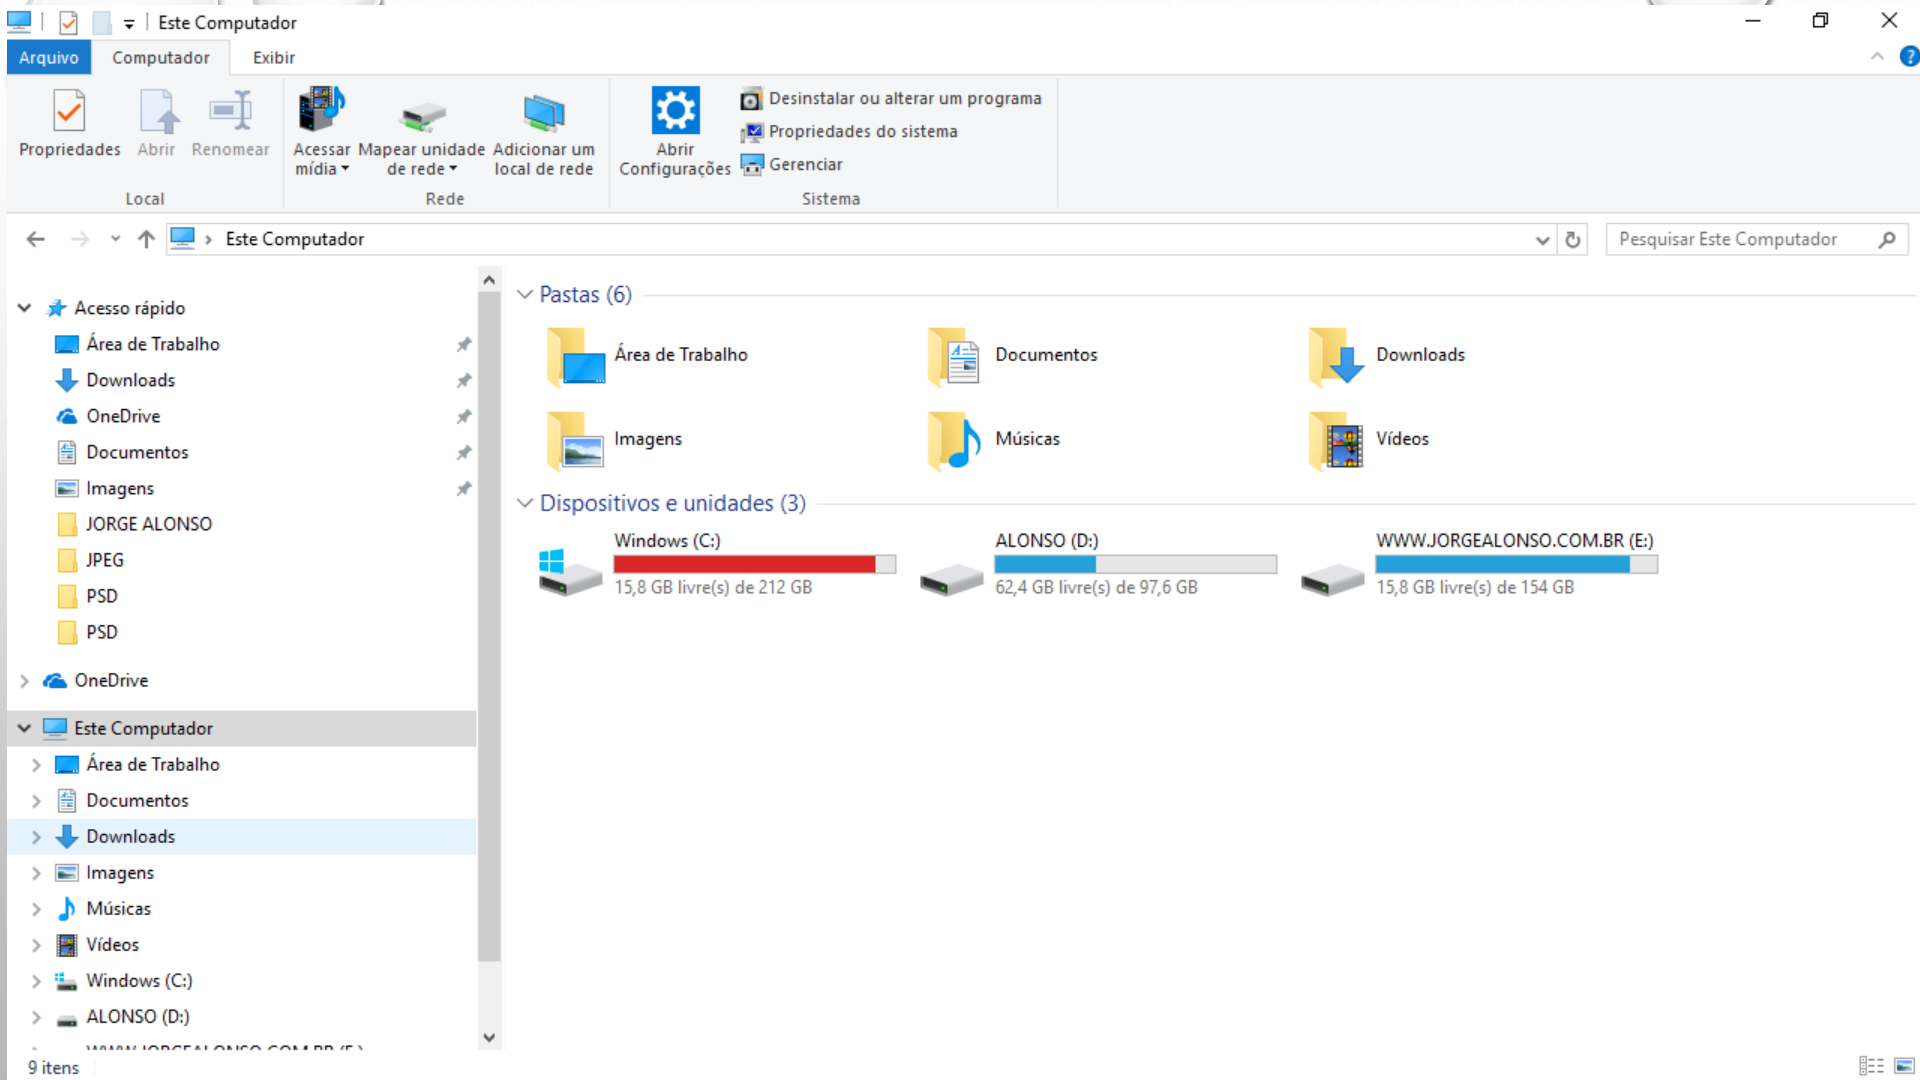 Este Computador
Arquivo Computador Exibir
Propriedades Abrir Renomear
Acessar mídia
Mapear unidade de rede
Adicionar um local de rede
Abrir Configurações
Desinstalar ou alterar um programa
Propriedades do sistema
Gerenciar
Local Rede Sistema
Este Computador
Pesquisar Este Computador
Acesso rápido
Área de Trabalho
Downloads
OneDrive
Documentos
Imagens
JORGE ALONSO
JPEG
PSD
PSD
OneDrive
Este Computador
Área de Trabalho
Documentos
Downloads
Imagens
Músicas
Vídeos
Windows (C:)
ALONSO (D:)
WWW.JORGEALONSO.COM.BR (E:)
Pastas (6)
Área de Trabalho
Documentos
Downloads
Imagens
Músicas
Vídeos
Dispositivos e unidades (3)
Windows (C:)
15,8 GB livre(s) de 212 GB
ALONSO (D:)
62,4 GB livre(s) de 97,6 GB
WWW.JORGEALONSO.COM.BR (E:)
15,8 GB livre(s) de 154 GB
9 itens